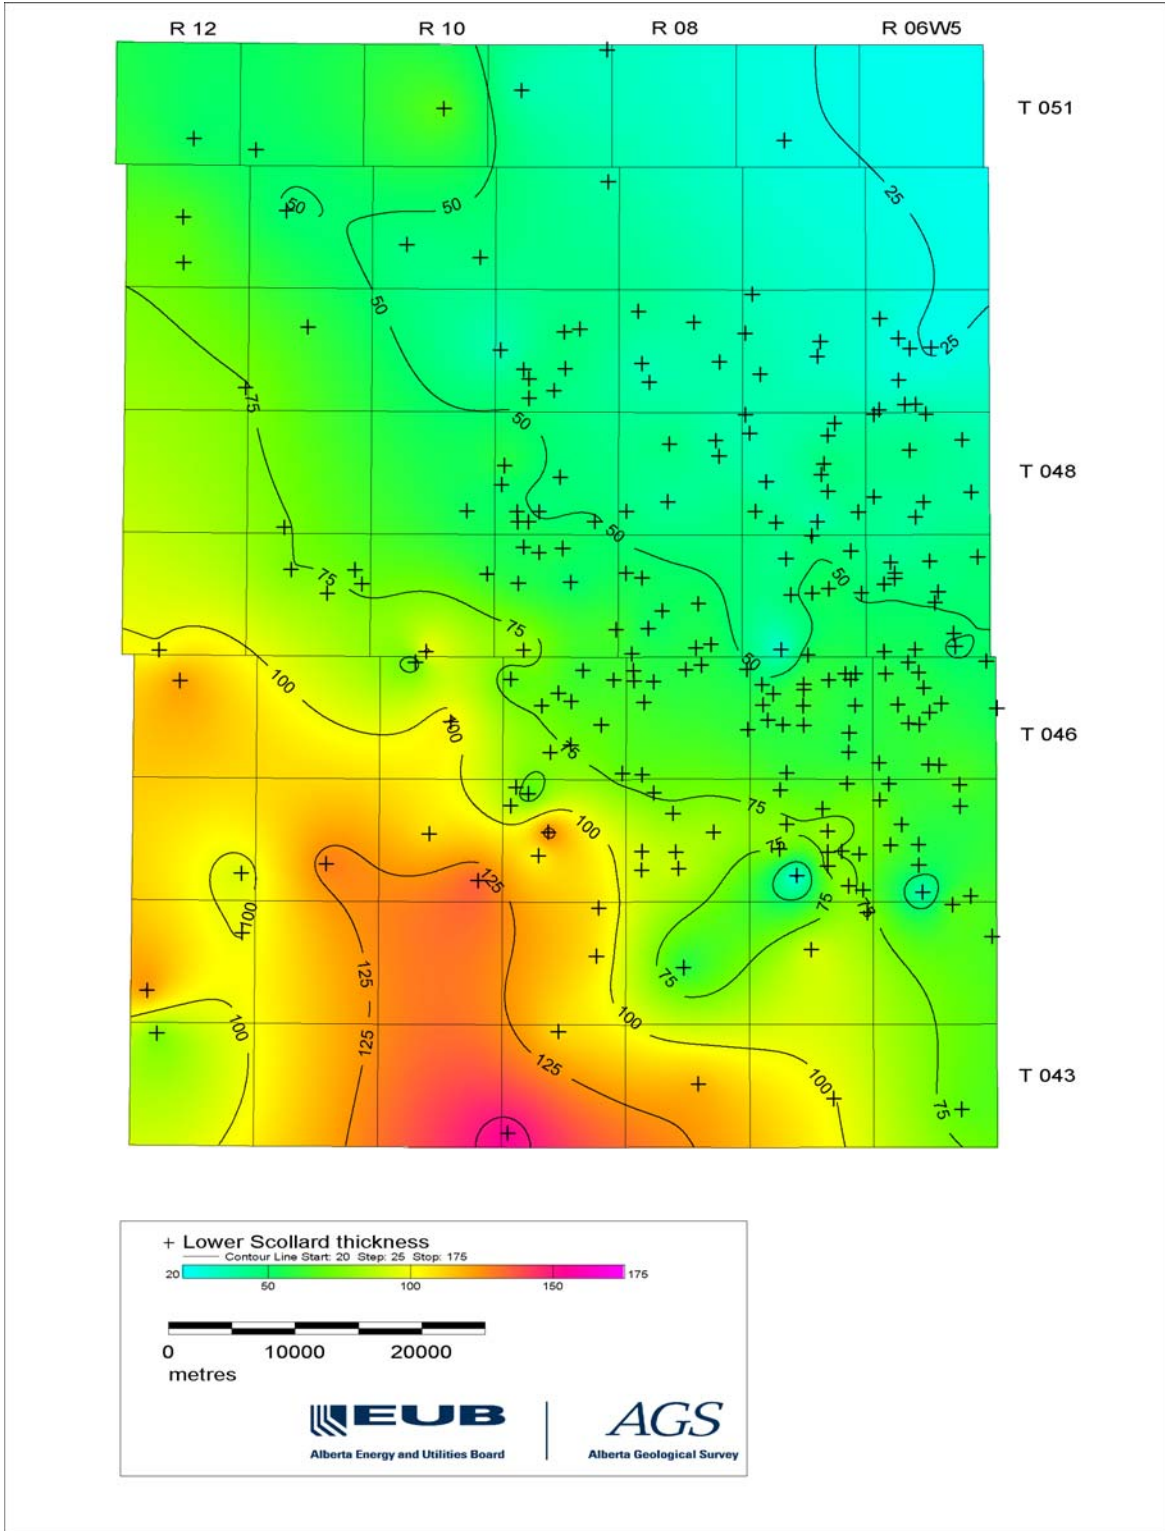 R 12 R 10 R 08 R 06W5
T 051
25
50
50
50
25
75
50
T 048
50
75
50
75
50
100
100
T 046
75
75
100
75
125
75
75
100
125
75
100
100
125
125
100
T 043
75
+ Lower Scollard thickness
Contour Line Start: 20 Step: 25 Stop: 175
20 175
50 100 150
0 10000 20000
metres
EUB AGS
Alberta Energy and Utilities Board Alberta Geological Survey